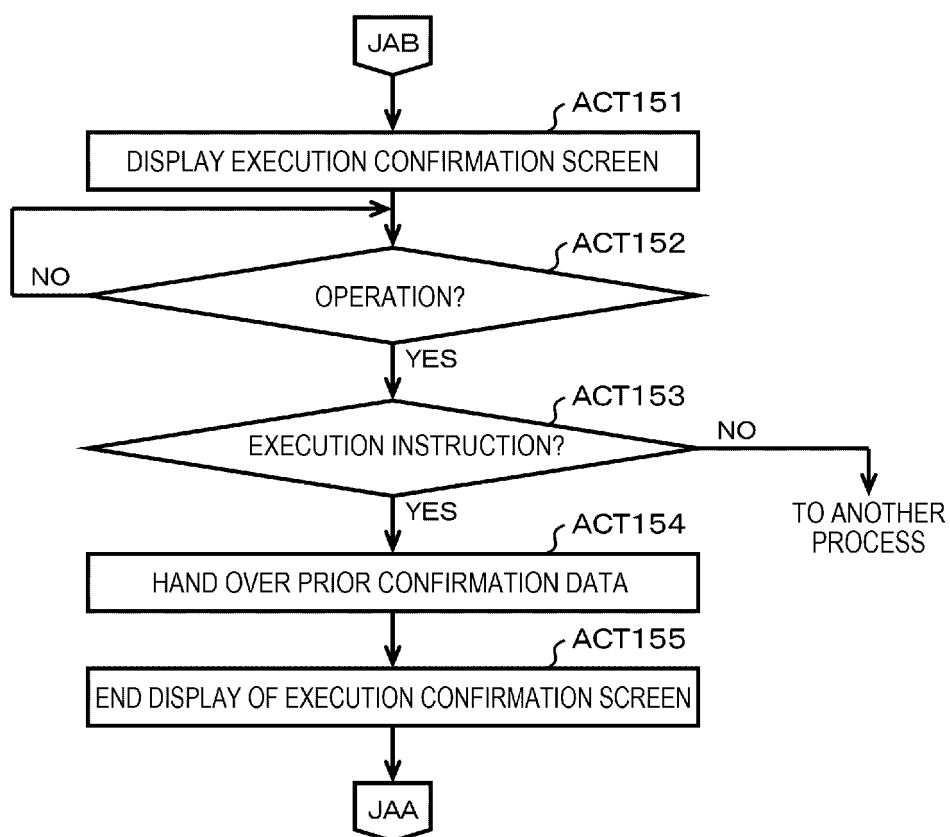 JAB
ACT151
DISPLAY EXECUTION CONFIRMATION SCREEN
ACT152
NO
OPERATION?
YES
ACT153
EXECUTION INSTRUCTION?
NO
YES
TO ANOTHER
PROCESS
ACT154
HAND OVER PRIOR CONFIRMATION DATA
ACT155
END DISPLAY OF EXECUTION CONFIRMATION SCREEN
JAA